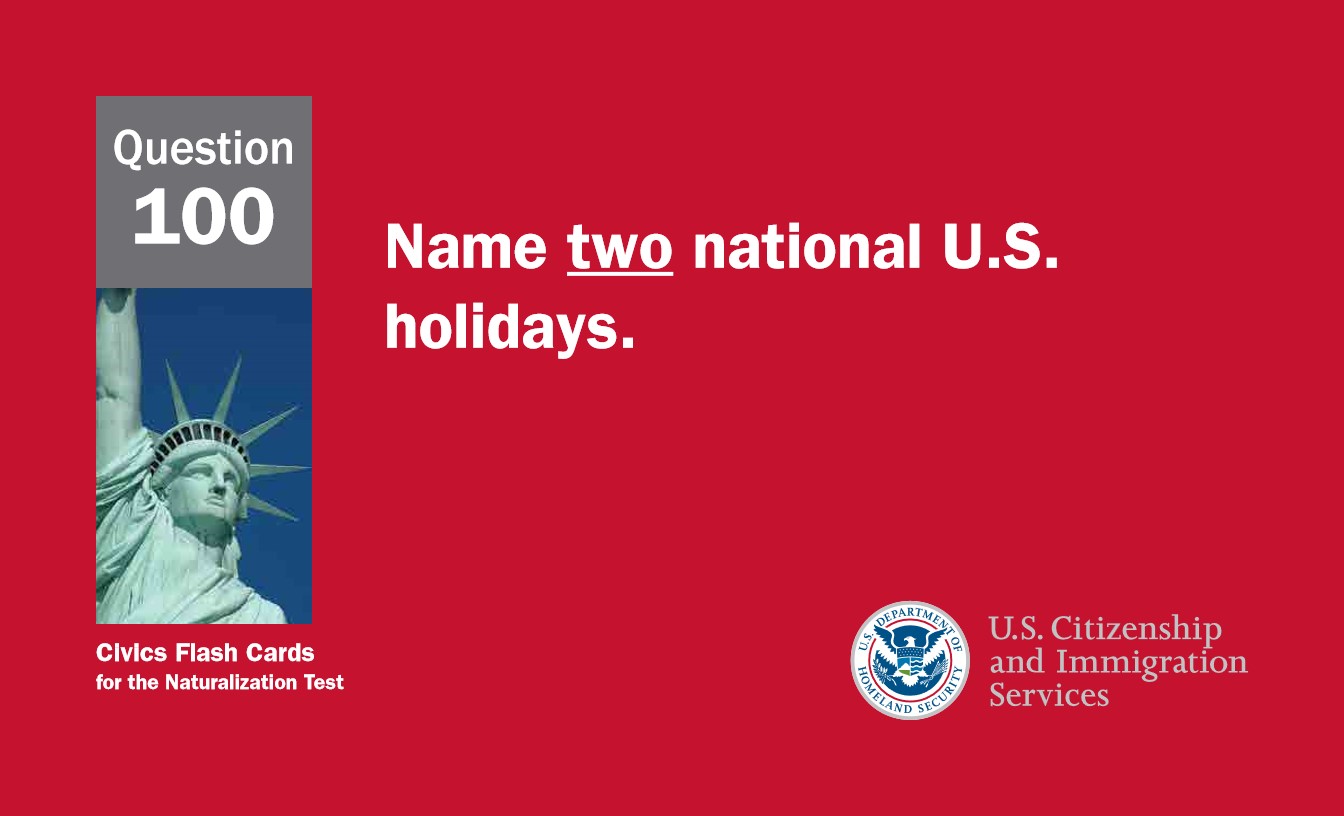 Question
100
Name two national U.S.
holidays.
Civics Flash Cards
for the Naturalization Test
U.S. DEPARTMENT OF
HOMELAND SECURITY
U.S. Citizenship
and Immigration
Services